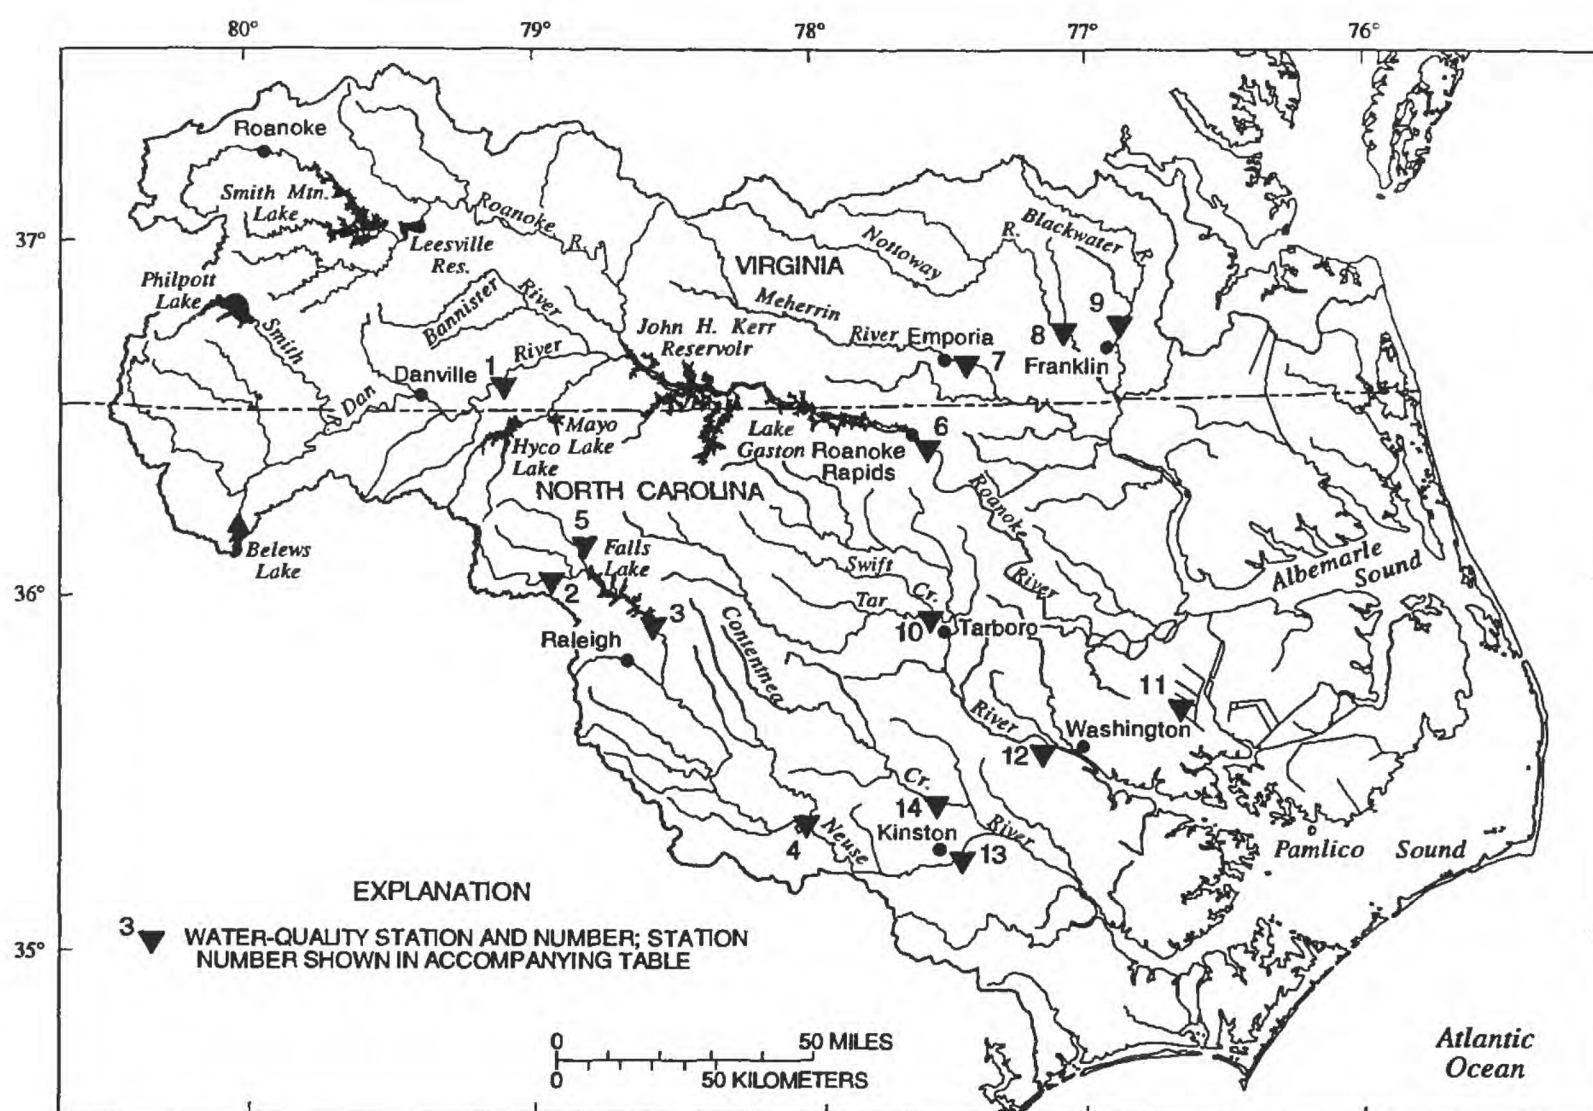 80°
79°
78°
77°
76°
Roanoke
Smith Mtn.
Lake
Roanoke R.
37°
Leesville
Res.
Philpott
Lake
Smith
Bannister River
VIRGINIA
Nottoway R.
Blackwater R.
Meherrin River
John H. Kerr
Reservoir
Emporia
7
8
9
Franklin
1
River
Danville
Dan
Mayo
Lake
Hyco
Lake
Lake
Gaston
Roanoke
Rapids
6
NORTH CAROLINA
Roanoke River
5
Falls
Lake
Belews
Lake
Swift Cr.
Albemarle
Sound
36°
2
3
Tar
10
Tarboro
Raleigh
Contentnea Cr.
11
River
Washington
12
14
Kinston
River
4
Neuse
13
Pamlico Sound
EXPLANATION
3
WATER-QUALITY STATION AND NUMBER; STATION
NUMBER SHOWN IN ACCOMPANYING TABLE
35°
0 50 MILES
0 50 KILOMETERS
Atlantic
Ocean